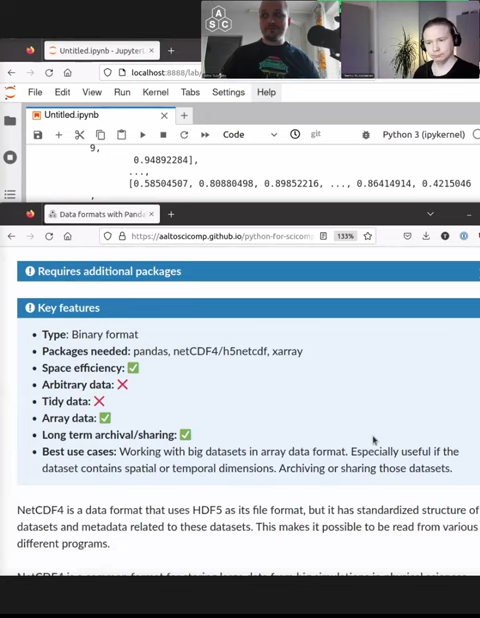 A S C
Untitled.ipynb - JupyterL
localhost:8888/lab/
File Edit View Run Kernel Tabs Settings Help
Untitled.ipynb
Code
git
Python 3 (ipykernel)
9,
0.94892284],
...,
[0.58504507, 0.80880498, 0.89852216, ..., 0.86414914, 0.4215046
,
Data formats with Panda
https://aaltoscicomp.github.io/python-for-scicomp
133%
Requires additional packages
Key features
• Type: Binary format
• Packages needed: pandas, netCDF4/h5netcdf, xarray
• Space efficiency: ✅
• Arbitrary data: ❌
• Tidy data: ❌
• Array data: ✅
• Long term archival/sharing: ✅
• Best use cases: Working with big datasets in array data format. Especially useful if the
dataset contains spatial or temporal dimensions. Archiving or sharing those datasets.
NetCDF4 is a data format that uses HDF5 as its file format, but it has standardized structure of
datasets and metadata related to these datasets. This makes it possible to be read from various
different programs.